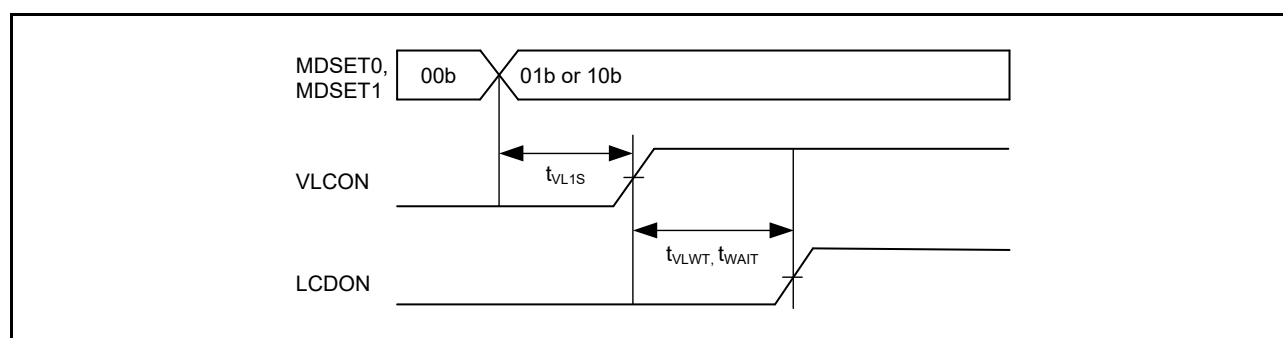 MDSET0,
MDSET1
00b
01b or 10b
tVL1S
VLCON
tVLWT, tWAIT
LCDON